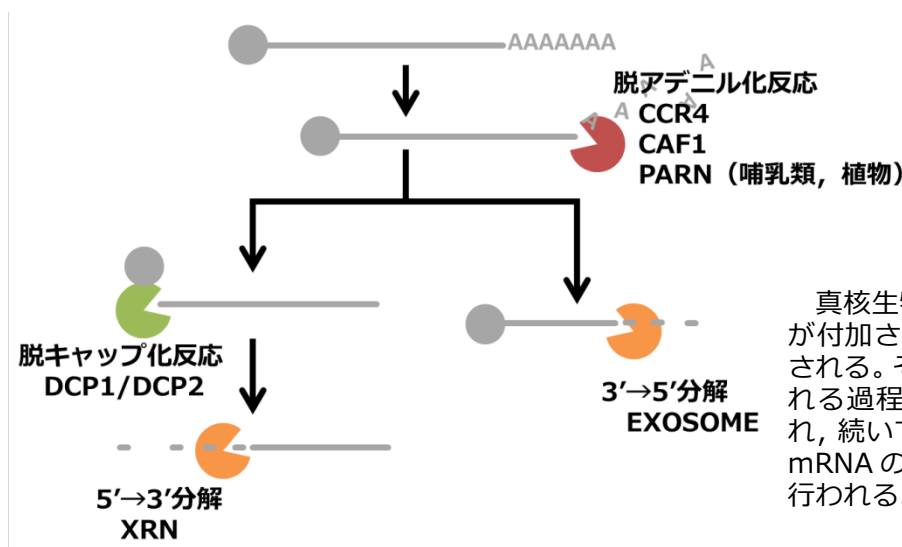 AAAAAAA
A
A
A
A
A
脱アデニル化反応
CCR4
CAF1
PARN（哺乳類，植物）
脱キャップ化反応
DCP1/DCP2
3′→5′分解
EXOSOME
5′→3′分解
XRN
真核生
が付加さ
される。そ
れる過程
れ，続い
mRNA の
行われる